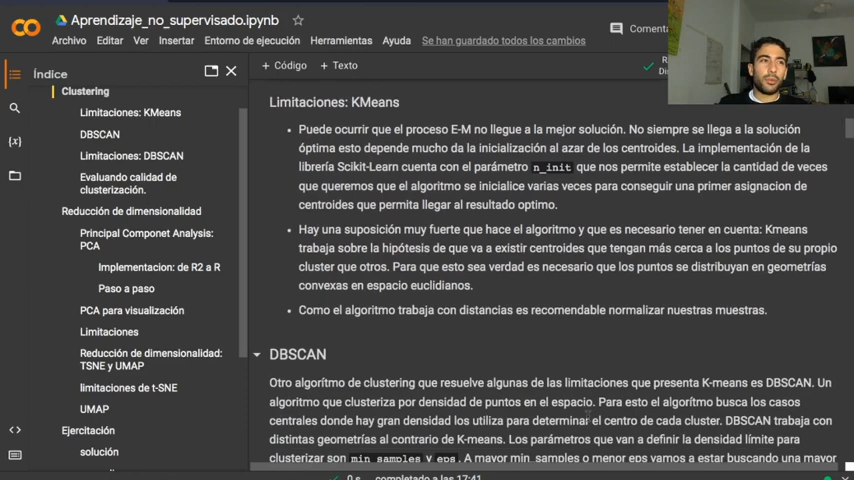 Aprendizaje_no_supervisado.ipynb
Archivo Editar Ver Insertar Entorno de ejecución Herramientas Ayuda Se han guardado todos los cambios
Comenta
Índice
+ Código + Texto
Clustering
Limitaciones: KMeans
DBSCAN
Limitaciones: DBSCAN
Evaluando calidad de
clusterización.
Reducción de dimensionalidad
Principal Componet Analysis:
PCA
Implementacion: de R2 a R
Paso a paso
PCA para visualización
Limitaciones
Reducción de dimensionalidad:
TSNE y UMAP
limitaciones de t-SNE
UMAP
Ejercitación
solución
Limitaciones: KMeans
• Puede ocurrir que el proceso E-M no llegue a la mejor solución. No siempre se llega a la solución
óptima esto depende mucho da la inicialización al azar de los centroides. La implementación de la
librería Scikit-Learn cuenta con el parámetro n_init que nos permite establecer la cantidad de veces
que queremos que el algoritmo se inicialice varias veces para conseguir una primer asignacion de
centroides que permita llegar al resultado optimo.
• Hay una suposición muy fuerte que hace el algoritmo y que es necesario tener en cuenta: Kmeans
trabaja sobre la hipótesis de que va a existir centroides que tengan más cerca a los puntos de su propio
cluster que otros. Para que esto sea verdad es necesario que los puntos se distribuyan en geometrías
convexas en espacio euclidianos.
• Como el algoritmo trabaja con distancias es recomendable normalizar nuestras muestras.
DBSCAN
Otro algorítmo de clustering que resuelve algunas de las limitaciones que presenta K-means es DBSCAN. Un
algoritmo que clusteriza por densidad de puntos en el espacio. Para esto el algorítmo busca los casos
centrales donde hay gran densidad los utiliza para determinar el centro de cada cluster. DBSCAN trabaja con
distintas geometrías al contrario de K-means. Los parámetros que van a definir la densidad límite para
clusterizar son min_samples y eps. A mayor min_samples o menor eps vamos a estar buscando una mayor
0 s completado a las 17:41